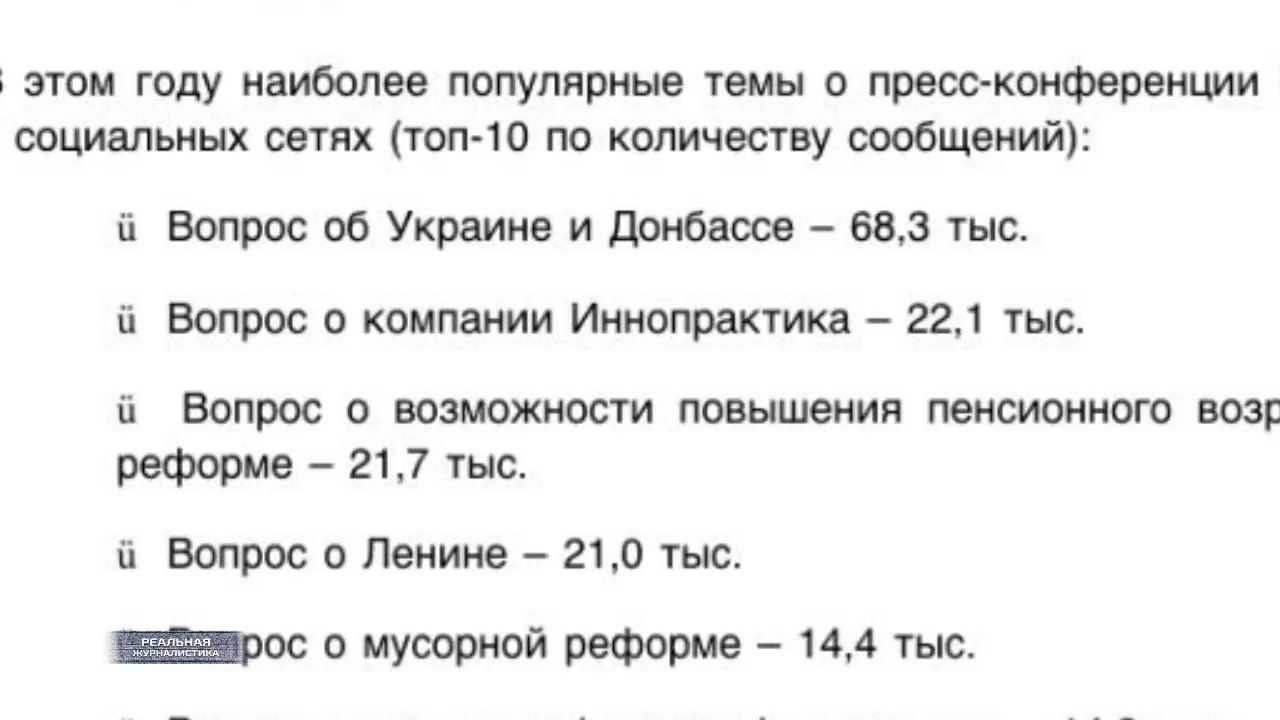 этом году наиболее популярные темы о пресс-конференции
социальных сетях (топ-10 по количеству сообщений):
ü Вопрос об Украине и Донбассе – 68,3 тыс.
ü Вопрос о компании Иннопрактика – 22,1 тыс.
ü Вопрос о возможности повышения пенсионного
реформе – 21,7 тыс.
ü Вопрос о Ленине – 21,0 тыс.
о мусорной реформе – 14,4 тыс.
РЕАЛЬНАЯ
ЖУРНАЛИСТИКА